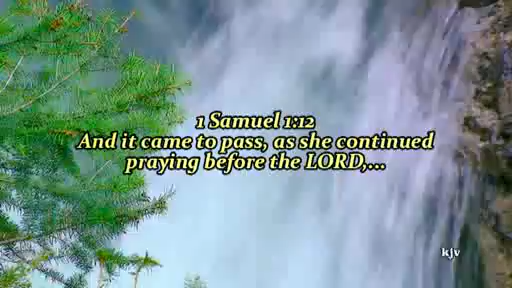 1 Samuel 1:12
And it came to pass, as she continued
praying before the LORD,...
kjv